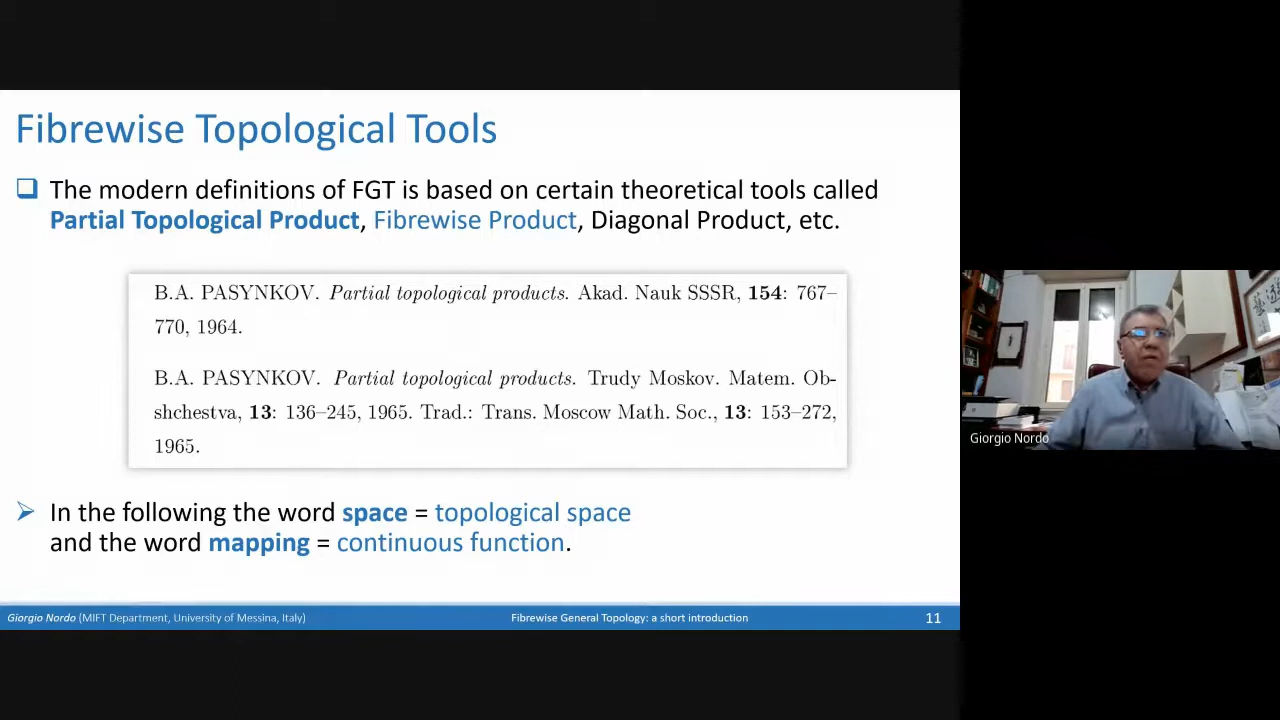 Fibrewise Topological Tools
The modern definitions of FGT is based on certain theoretical tools called
Partial Topological Product, Fibrewise Product, Diagonal Product, etc.
B.A. PASYNKOV. Partial topological products. Akad. Nauk SSSR, 154: 767–
770, 1964.
B.A. PASYNKOV. Partial topological products. Trudy Moskov. Matem. Ob-
shchestva, 13: 136–245, 1965. Trad.: Trans. Moscow Math. Soc., 13: 153–272,
1965.
In the following the word space = topological space
and the word mapping = continuous function.
Giorgio Nordo (MIFT Department, University of Messina, Italy)
Fibrewise General Topology: a short introduction
11
Giorgio Nordo